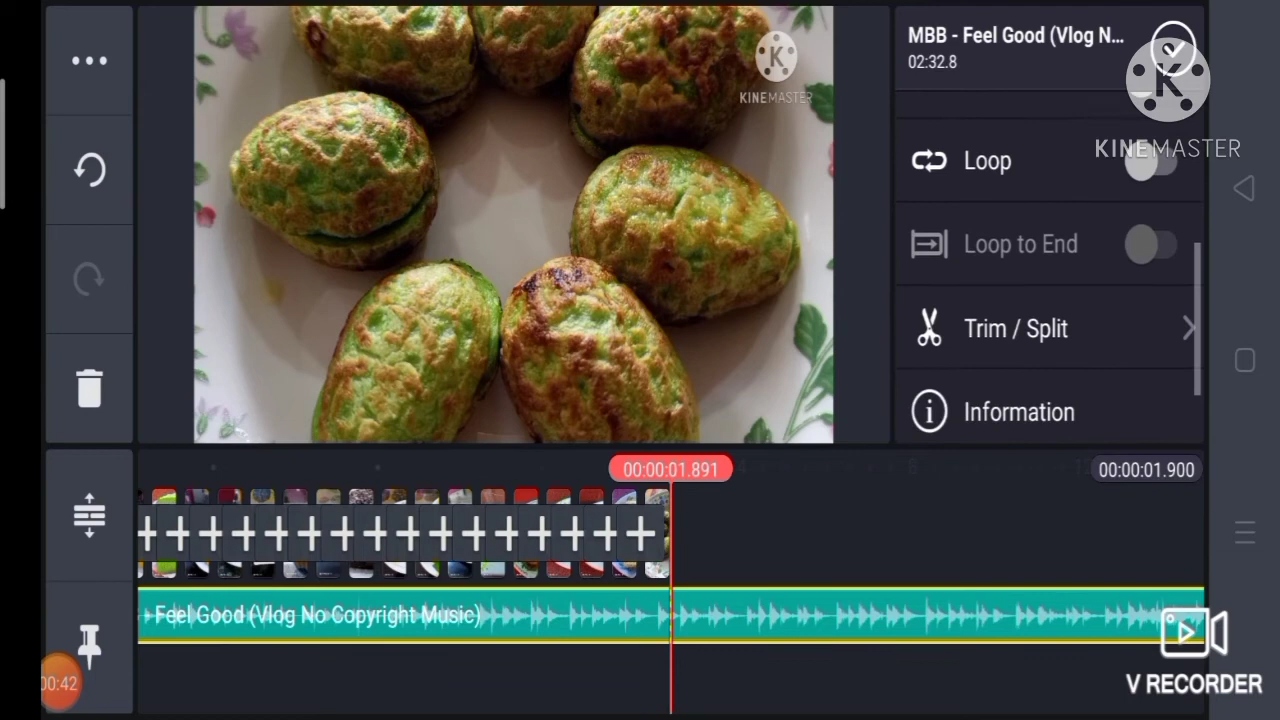 MBB - Feel Good (Vlog N...
02:32.8
KINEMASTER
KINEMASTER
Loop
Loop to End
Trim / Split
Information
00:00:01.891
00:00:01.900
Feel Good (Vlog No Copyright Music)
00:42
V RECORDER